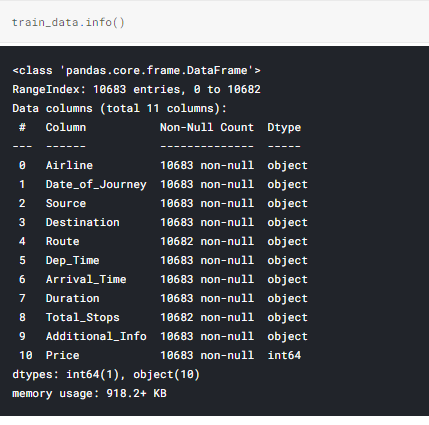 train_data.info()
<class 'pandas.core.frame.DataFrame'>
RangeIndex: 10683 entries, 0 to 10682
Data columns (total 11 columns):
 #   Column           Non-Null Count  Dtype
---  ------           --------------  -----
 0   Airline          10683 non-null  object
 1   Date_of_Journey  10683 non-null  object
 2   Source           10683 non-null  object
 3   Destination      10683 non-null  object
 4   Route            10682 non-null  object
 5   Dep_Time         10683 non-null  object
 6   Arrival_Time     10683 non-null  object
 7   Duration         10683 non-null  object
 8   Total_Stops      10682 non-null  object
 9   Additional_Info  10683 non-null  object
 10  Price            10683 non-null  int64
dtypes: int64(1), object(10)
memory usage: 918.2+ KB